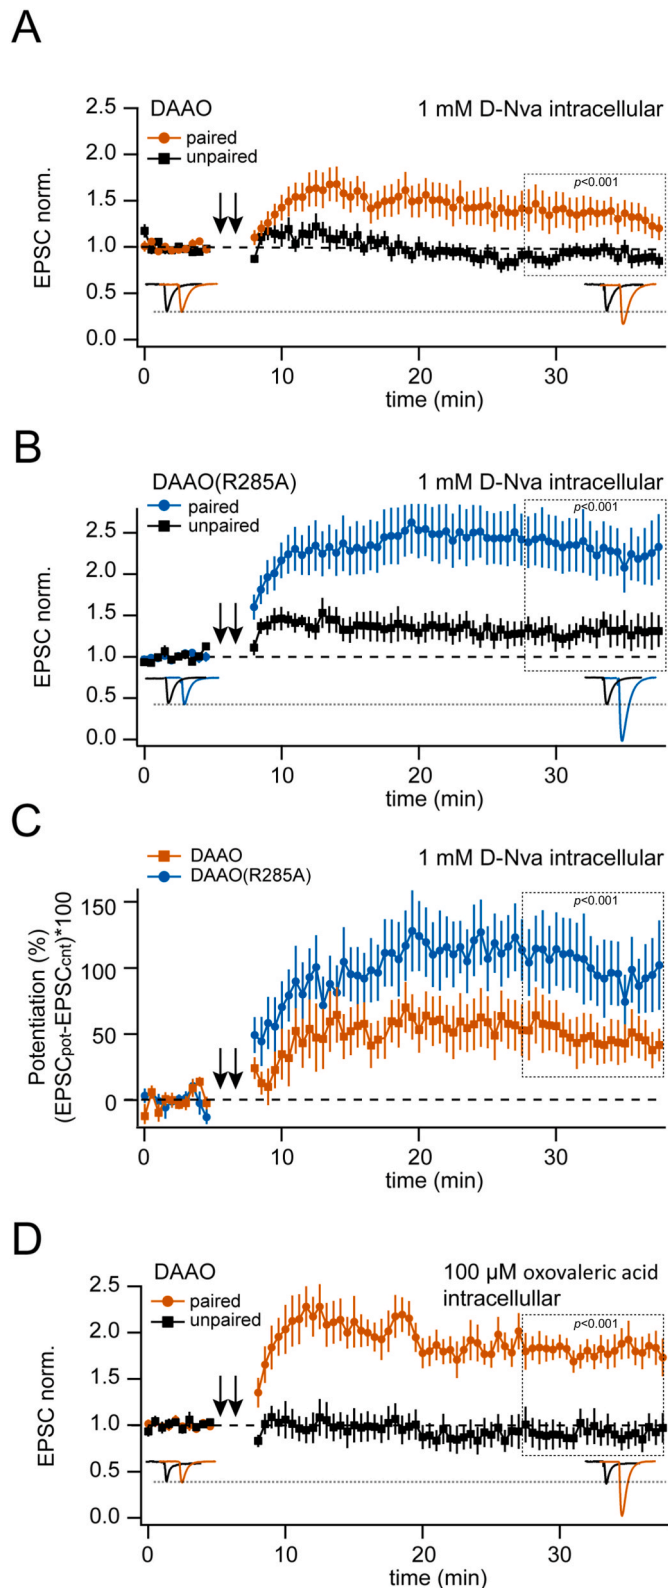 A
DAAO
1 mM D-Nva intracellular
paired
unpaired
p<0.001
EPSC norm.
2.5
2.0
1.5
1.0
0.5
0.0
0 10 20 30
time (min)
B
DAAO(R285A)
1 mM D-Nva intracellular
paired
unpaired
p<0.001
EPSC norm.
2.5
2.0
1.5
1.0
0.5
0.0
0 10 20 30
time (min)
C
DAAO
DAAO(R285A)
1 mM D-Nva intracellular
p<0.001
Potentiation (%)
(EPSCpot-EPSCcnt)*100
150
100
50
0
0 10 20 30
time (min)
D
DAAO
100 µM oxovaleric acid
intracellullar
paired
unpaired
p<0.001
EPSC norm.
2.5
2.0
1.5
1.0
0.5
0.0
0 10 20 30
time (min)